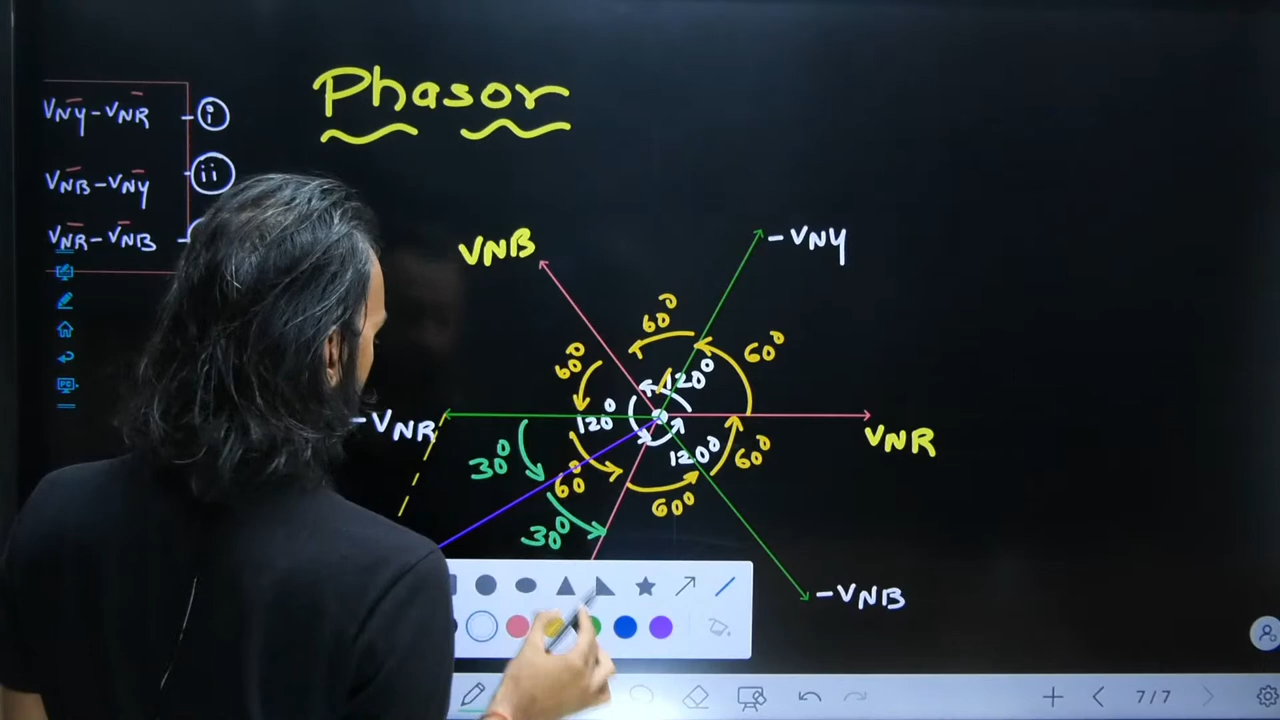 Phasor
VNY-VNR - i
VNB-VNY - ii
VNR-VNB -
VNB
-VNY
60°
60°
60°
120°
-VNR
120°
VNR
30°
60°
120°
60°
60°
30°
-VNB
PC
7/7